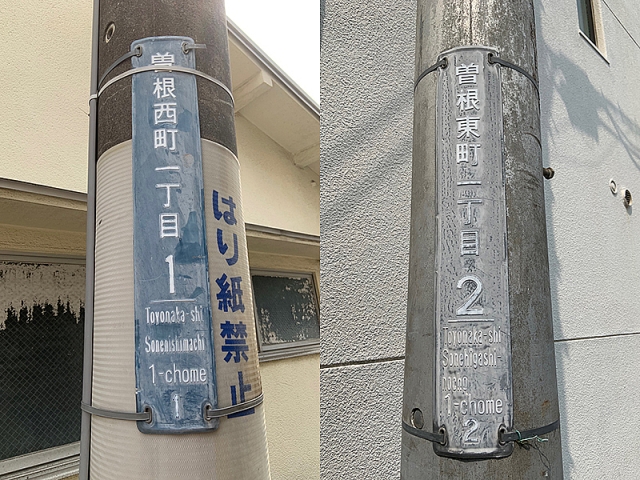 曽根西町一丁目
1
Toyonaka-shi
Sonenishimachi
1-chome
1
はり紙禁止
曽根東町一丁目
2
Toyonaka-shi
Sonehigashi-
nocho
1-chome
2